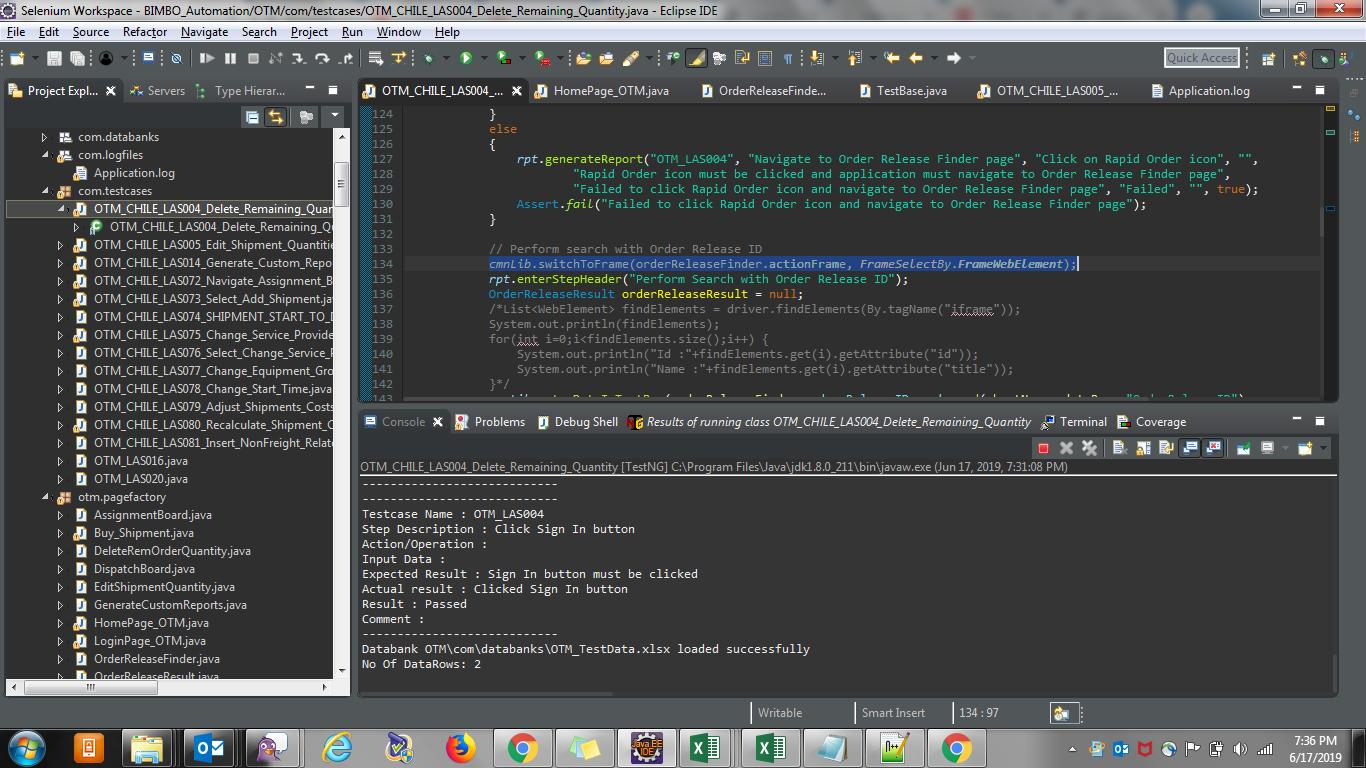 Selenium Workspace - BIMBO_Automation/OTM/com/testcases/OTM_CHILE_LAS004_Delete_Remaining_Quantity.java - Eclipse IDE
File Edit Source Refactor Navigate Search Project Run Window Help
Quick Access
Project Expl... Servers Type Hierar...
com.databanks
com.logfiles
Application.log
com.testcases
OTM_CHILE_LAS004_Delete_Remaining_Quan
OTM_CHILE_LAS004_Delete_Remaining_Q
OTM_CHILE_LAS005_Edit_Shipment_Quantitie
OTM_CHILE_LAS014_Generate_Custom_Repo
OTM_CHILE_LAS072_Navigate_Assignment_B
OTM_CHILE_LAS073_Select_Add_Shipment.jav
OTM_CHILE_LAS074_SHIPMENT_START_TO_D
OTM_CHILE_LAS075_Change_Service_Provide
OTM_CHILE_LAS076_Select_Change_Service_P
OTM_CHILE_LAS077_Change_Equipment_Gro
OTM_CHILE_LAS078_Change_Start_Time.java
OTM_CHILE_LAS079_Adjust_Shipments_Costs
OTM_CHILE_LAS080_Recalculate_Shipment_C
OTM_CHILE_LAS081_Insert_NonFreight_Relate
OTM_LAS016.java
OTM_LAS020.java
otm.pagefactory
AssignmentBoard.java
Buy_Shipment.java
DeleteRemOrderQuantity.java
DispatchBoard.java
EditShipmentQuantity.java
GenerateCustomReports.java
HomePage_OTM.java
LoginPage_OTM.java
OrderReleaseFinder.java
OrderReleaseResult.java
OTM_CHILE_LAS004_... HomePage_OTM.java OrderReleaseFinde... TestBase.java OTM_CHILE_LAS005_... Application.log
124 }
125 else
126 {
127 rpt.generateReport("OTM_LAS004", "Navigate to Order Release Finder page", "Click on Rapid Order icon", "",
128 "Rapid Order icon must be clicked and application must navigate to Order Release Finder page",
129 "Failed to click Rapid Order icon and navigate to Order Release Finder page", "Failed", "", true);
130 Assert.fail("Failed to click Rapid Order icon and navigate to Order Release Finder page");
131 }
132
133 // Perform search with Order Release ID
134 cmnLib.switchToFrame(orderReleaseFinder.actionFrame, FrameSelectBy.FrameWebElement);
135 rpt.enterStepHeader("Perform Search with Order Release ID");
136 OrderReleaseResult orderReleaseResult = null;
137 /*List<WebElement> findElements = driver.findElements(By.tagName("iframe"));
138 System.out.println(findElements);
139 for(int i=0;i<findElements.size();i++) {
140 System.out.println("Id :"+findElements.get(i).getAttribute("id"));
141 System.out.println("Name :"+findElements.get(i).getAttribute("title"));
142 }*/
143
Console Problems Debug Shell Results of running class OTM_CHILE_LAS004_Delete_Remaining_Quantity Terminal Coverage
OTM_CHILE_LAS004_Delete_Remaining_Quantity [TestNG] C:\Program Files\Java\jdk1.8.0_211\bin\javaw.exe (Jun 17, 2019, 7:31:08 PM)
----------------------------
----------------------------
Testcase Name : OTM_LAS004
Step Description : Click Sign In button
Action/Operation :
Input Data :
Expected Result : Sign In button must be clicked
Actual result : Clicked Sign In button
Result : Passed
Comment :
----------------------------
Databank OTM\com\databanks\OTM_TestData.xlsx loaded successfully
No Of DataRows: 2
Writable Smart Insert 134 : 97
7:36 PM
6/17/2019